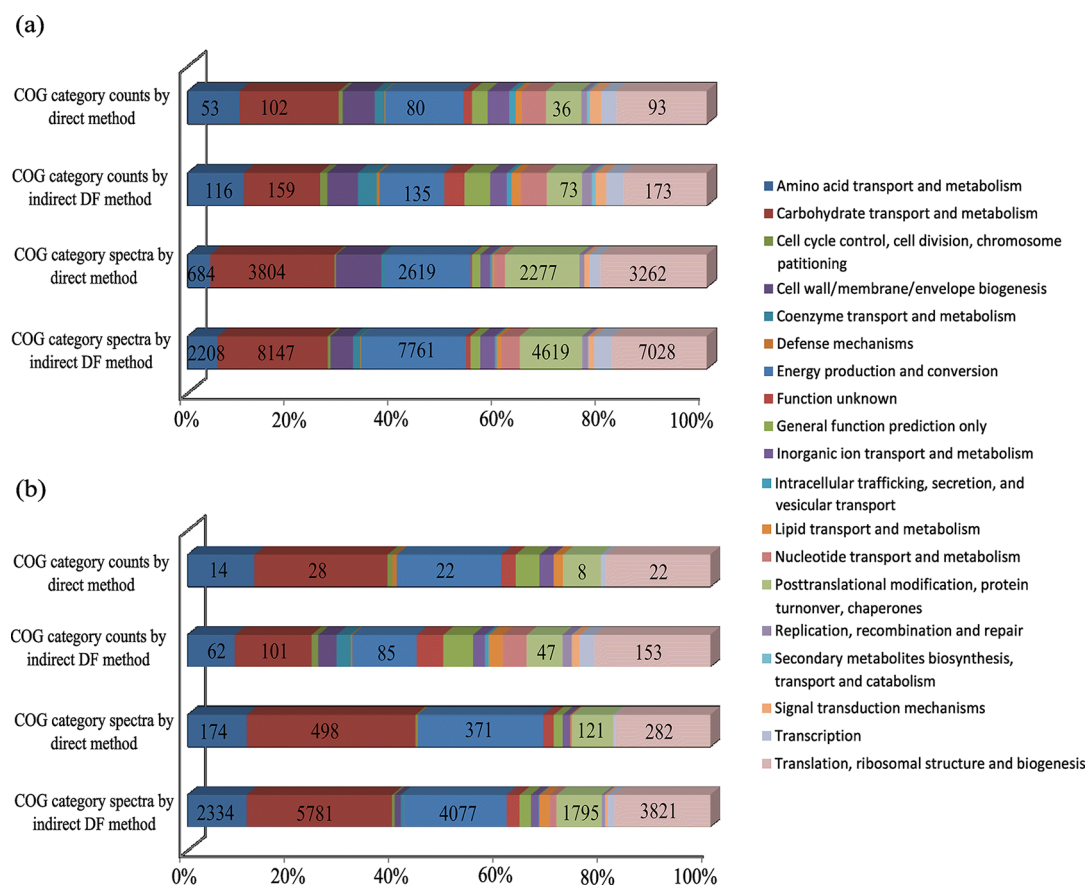 (a)
COG category counts by
direct method
53 102 80 36 93
COG category counts by
indirect DF method
116 159 135 73 173
COG category spectra by
direct method
684 3804 2619 2277 3262
COG category spectra by
indirect DF method
2208 8147 7761 4619 7028
0% 20% 40% 60% 80% 100%
(b)
COG category counts by
direct method
14 28 22 8 22
COG category counts by
indirect DF method
62 101 85 47 153
COG category spectra by
direct method
174 498 371 121 282
COG category spectra by
indirect DF method
2334 5781 4077 1795 3821
0% 20% 40% 60% 80% 100%
Amino acid transport and metabolism
Carbohydrate transport and metabolism
Cell cycle control, cell division, chromosome
patitioning
Cell wall/membrane/envelope biogenesis
Coenzyme transport and metabolism
Defense mechanisms
Energy production and conversion
Function unknown
General function prediction only
Inorganic ion transport and metabolism
Intracellular trafficking, secretion, and
vesicular transport
Lipid transport and metabolism
Nucleotide transport and metabolism
Posttranslational modification, protein
turnover, chaperones
Replication, recombination and repair
Secondary metabolites biosynthesis,
transport and catabolism
Signal transduction mechanisms
Transcription
Translation, ribosomal structure and biogenesis